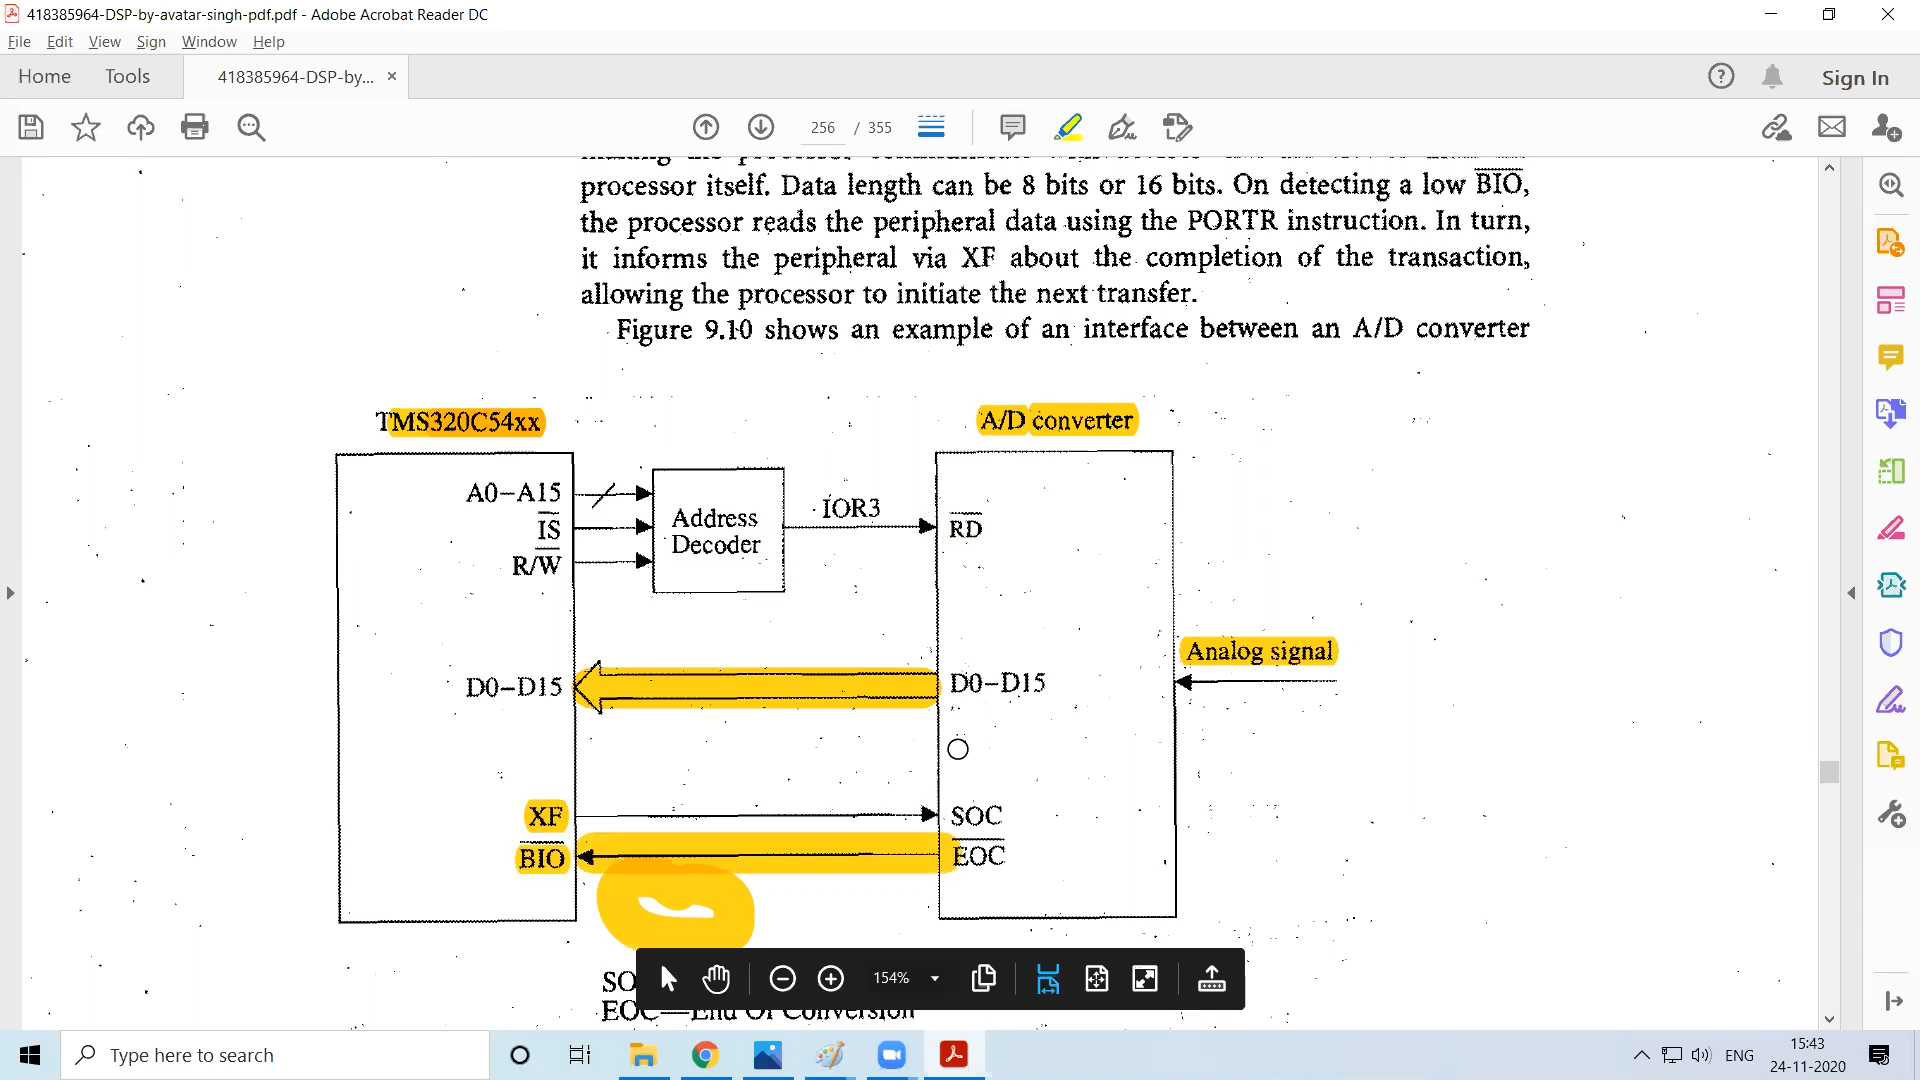 418385964-DSP-by-avatar-singh-pdf.pdf - Adobe Acrobat Reader DC
File Edit View Sign Window Help
Home Tools 418385964-DSP-by... × Sign In
256 / 355
processor itself. Data length can be 8 bits or 16 bits. On detecting a low BIO,
the processor reads the peripheral data using the PORTR instruction. In turn,
it informs the peripheral via XF about the completion of the transaction,
allowing the processor to initiate the next transfer.
Figure 9.10 shows an example of an interface between an A/D converter
TMS320C54xx
A/D converter
A0–A15
IS
R/W
Address
Decoder
IOR3
RD
Analog signal
D0–D15
D0–D15
XF
SOC
BIO
EOC
SO
EOC—End Of Conversion
154%
Type here to search
ENG
15:43
24-11-2020